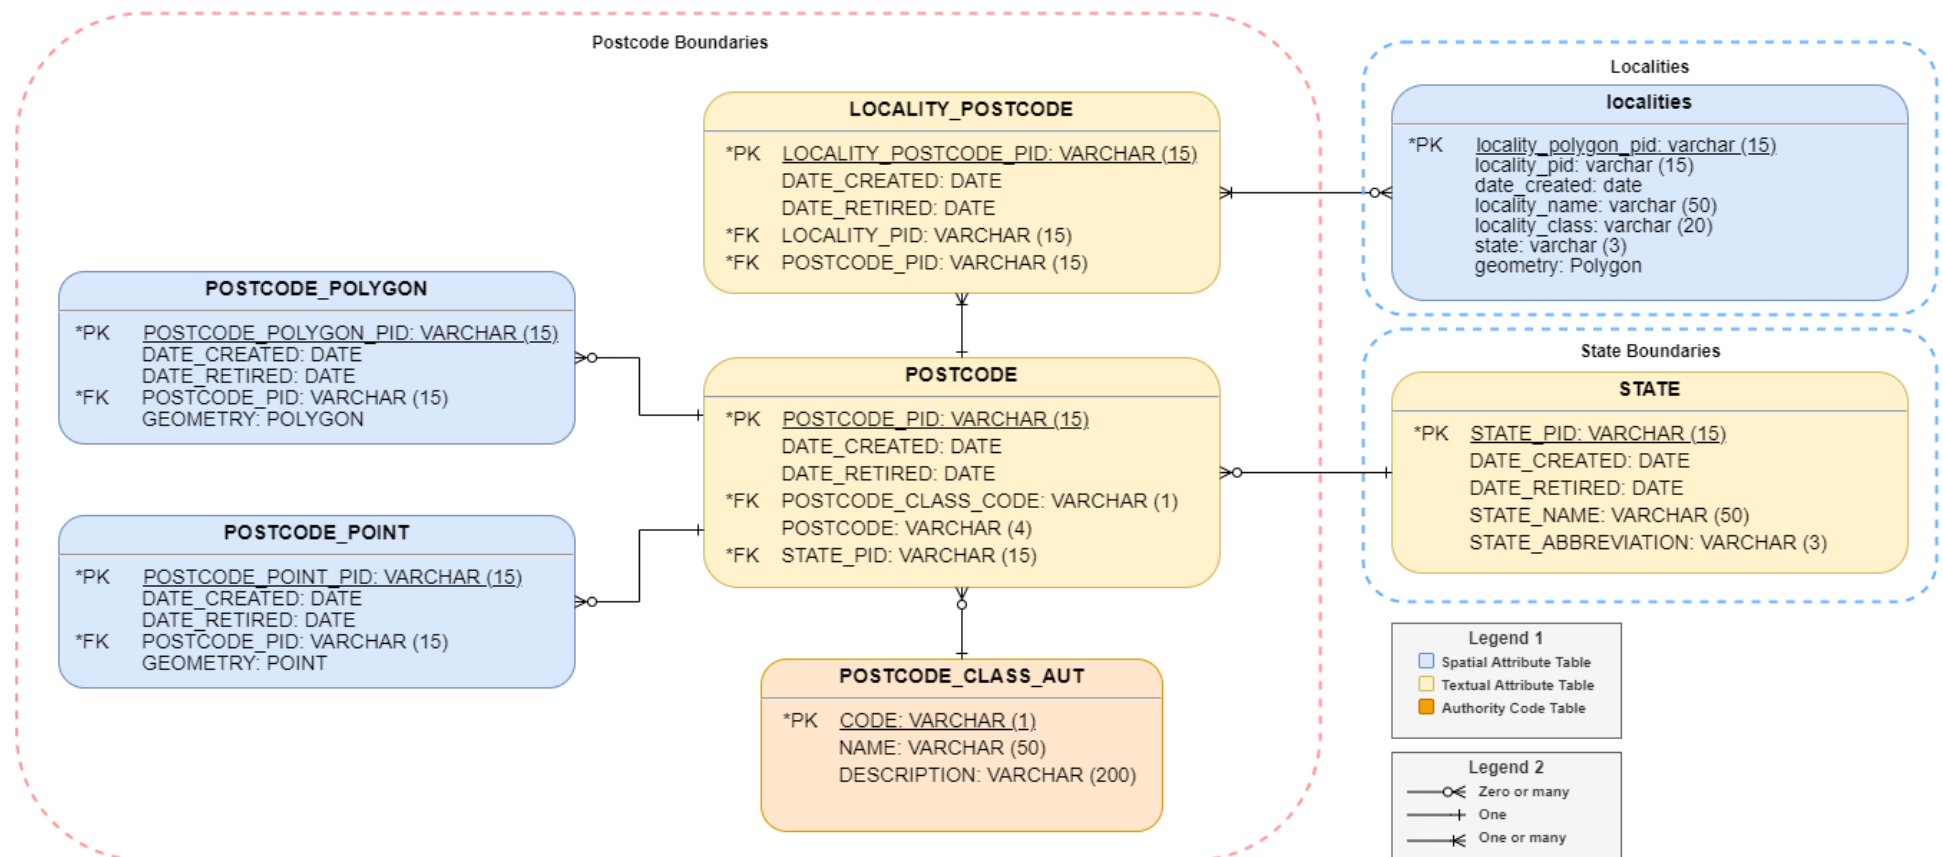 Postcode Boundaries
LOCALITY_POSTCODE
*PK LOCALITY_POSTCODE_PID: VARCHAR (15)
DATE_CREATED: DATE
DATE_RETIRED: DATE
*FK LOCALITY_PID: VARCHAR (15)
*FK POSTCODE_PID: VARCHAR (15)
Localities
localities
*PK locality_polygon_pid: varchar (15)
locality_pid: varchar (15)
date_created: date
locality_name: varchar (50)
locality_class: varchar (20)
state: varchar (3)
geometry: Polygon
POSTCODE_POLYGON
*PK POSTCODE_POLYGON_PID: VARCHAR (15)
DATE_CREATED: DATE
DATE_RETIRED: DATE
*FK POSTCODE_PID: VARCHAR (15)
GEOMETRY: POLYGON
POSTCODE
*PK POSTCODE_PID: VARCHAR (15)
DATE_CREATED: DATE
DATE_RETIRED: DATE
*FK POSTCODE_CLASS_CODE: VARCHAR (1)
POSTCODE: VARCHAR (4)
*FK STATE_PID: VARCHAR (15)
State Boundaries
STATE
*PK STATE_PID: VARCHAR (15)
DATE_CREATED: DATE
DATE_RETIRED: DATE
STATE_NAME: VARCHAR (50)
STATE_ABBREVIATION: VARCHAR (3)
POSTCODE_POINT
*PK POSTCODE_POINT_PID: VARCHAR (15)
DATE_CREATED: DATE
DATE_RETIRED: DATE
*FK POSTCODE_PID: VARCHAR (15)
GEOMETRY: POINT
POSTCODE_CLASS_AUT
*PK CODE: VARCHAR (1)
NAME: VARCHAR (50)
DESCRIPTION: VARCHAR (200)
Legend 1
Spatial Attribute Table
Textual Attribute Table
Authority Code Table
Legend 2
Zero or many
One
One or many